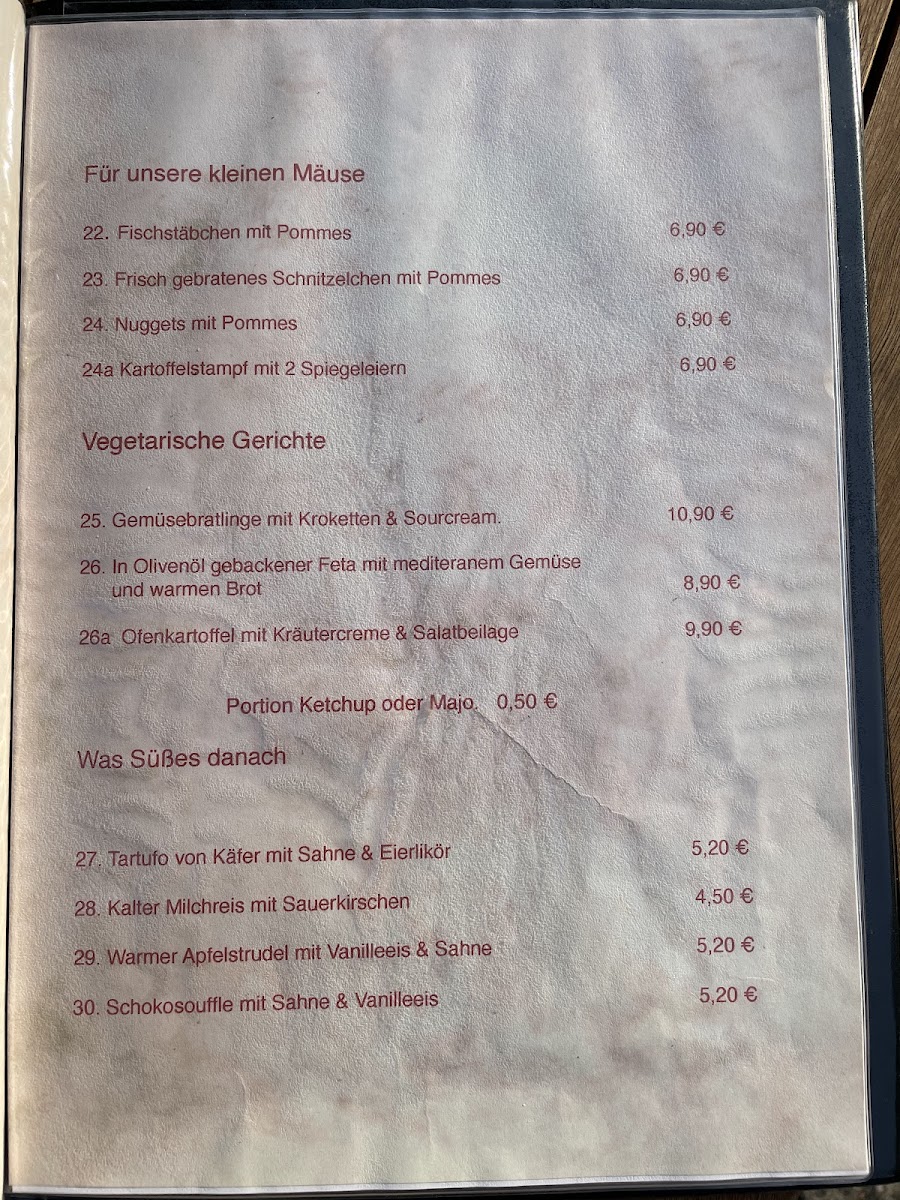 Für unsere kleinen Mäuse
22. Fischstäbchen mit Pommes 6,90 €
23. Frisch gebratenes Schnitzelchen mit Pommes 6,90 €
24. Nuggets mit Pommes 6,90 €
24a Kartoffelstampf mit 2 Spiegeleiern 6,90 €
Vegetarische Gerichte
25. Gemüsebratlinge mit Kroketten & Sourcream. 10,90 €
26. In Olivenöl gebackener Feta mit mediteranem Gemüse
und warmen Brot 8,90 €
26a Ofenkartoffel mit Kräutercreme & Salatbeilage 9,90 €
Portion Ketchup oder Majo. 0,50 €
Was Süßes danach
27. Tartufo von Käfer mit Sahne & Eierlikör 5,20 €
28. Kalter Milchreis mit Sauerkirschen 4,50 €
29. Warmer Apfelstrudel mit Vanilleeis & Sahne 5,20 €
30. Schokosouffle mit Sahne & Vanilleeis 5,20 €